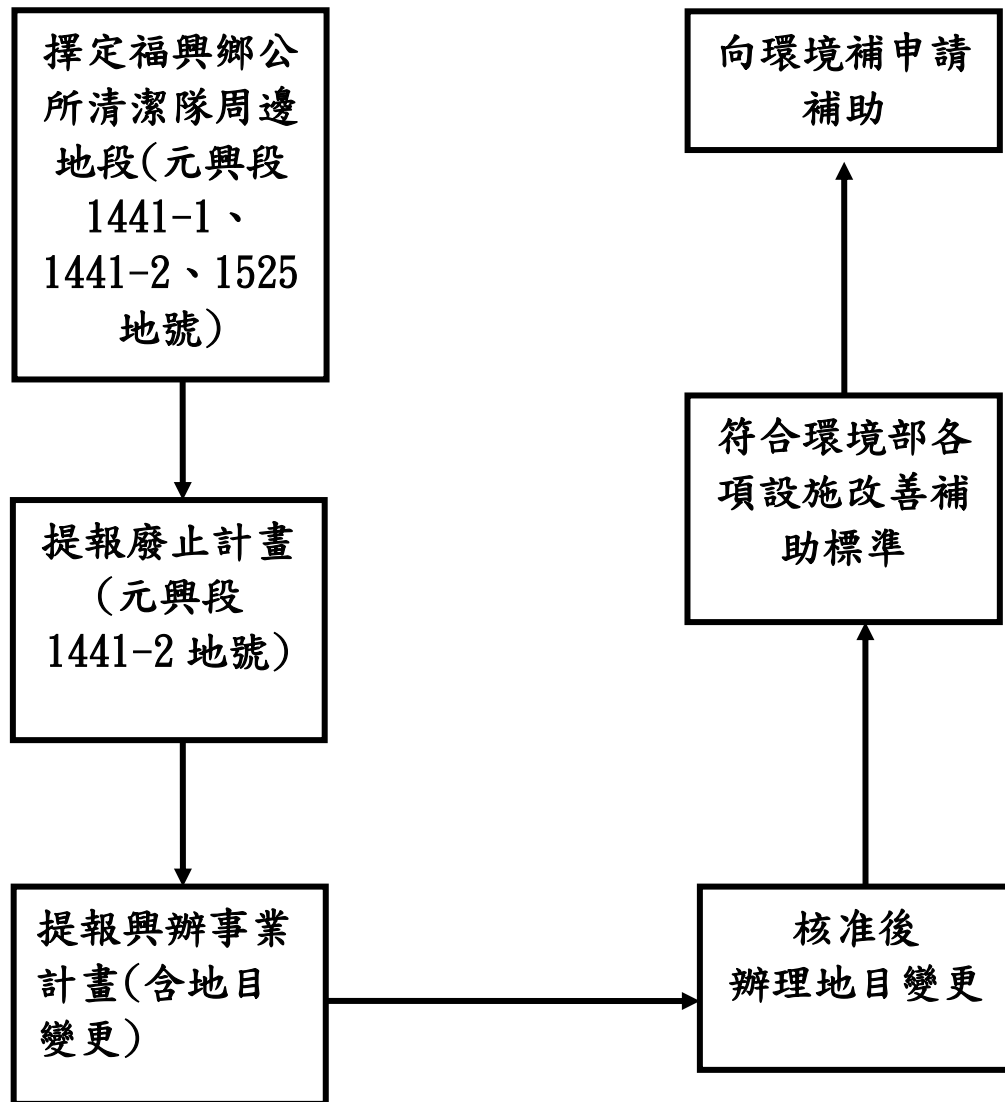 擇定福興鄉公
所清潔隊周邊
地段(元興段
1441-1、
1441-2、1525
地號)
提報廢止計畫
(元興段
1441-2 地號)
提報興辦事業
計畫(含地目
變更)
核准後
辦理地目變更
符合環境部各
項設施改善補
助標準
向環境補申請
補助